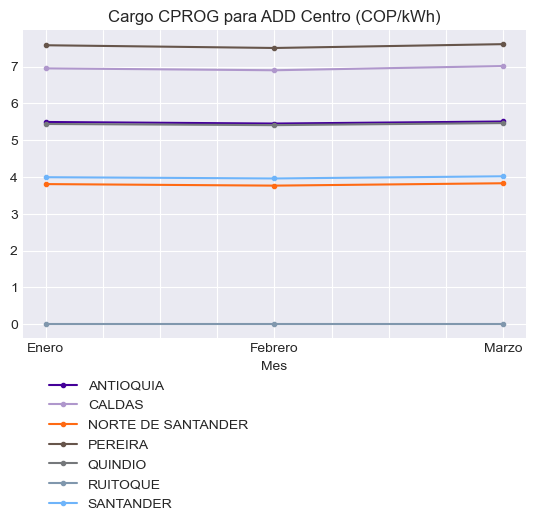 Cargo CPROG para ADD Centro (COP/kWh)
7
6
5
4
3
2
1
0
Enero Febrero Marzo
Mes
ANTIOQUIA
CALDAS
NORTE DE SANTANDER
PEREIRA
QUINDIO
RUITOQUE
SANTANDER